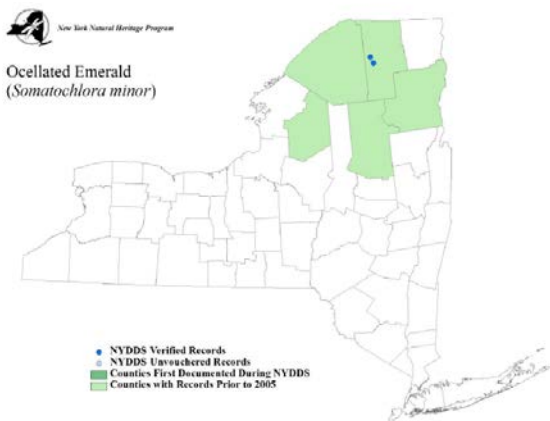 New York Natural Heritage Program
Ocellated Emerald
(Somatochlora minor)
NYDDS Verified Records
NYDDS Unvouchered Records
Counties First Documented During NYDDS
Counties with Records Prior to 2005